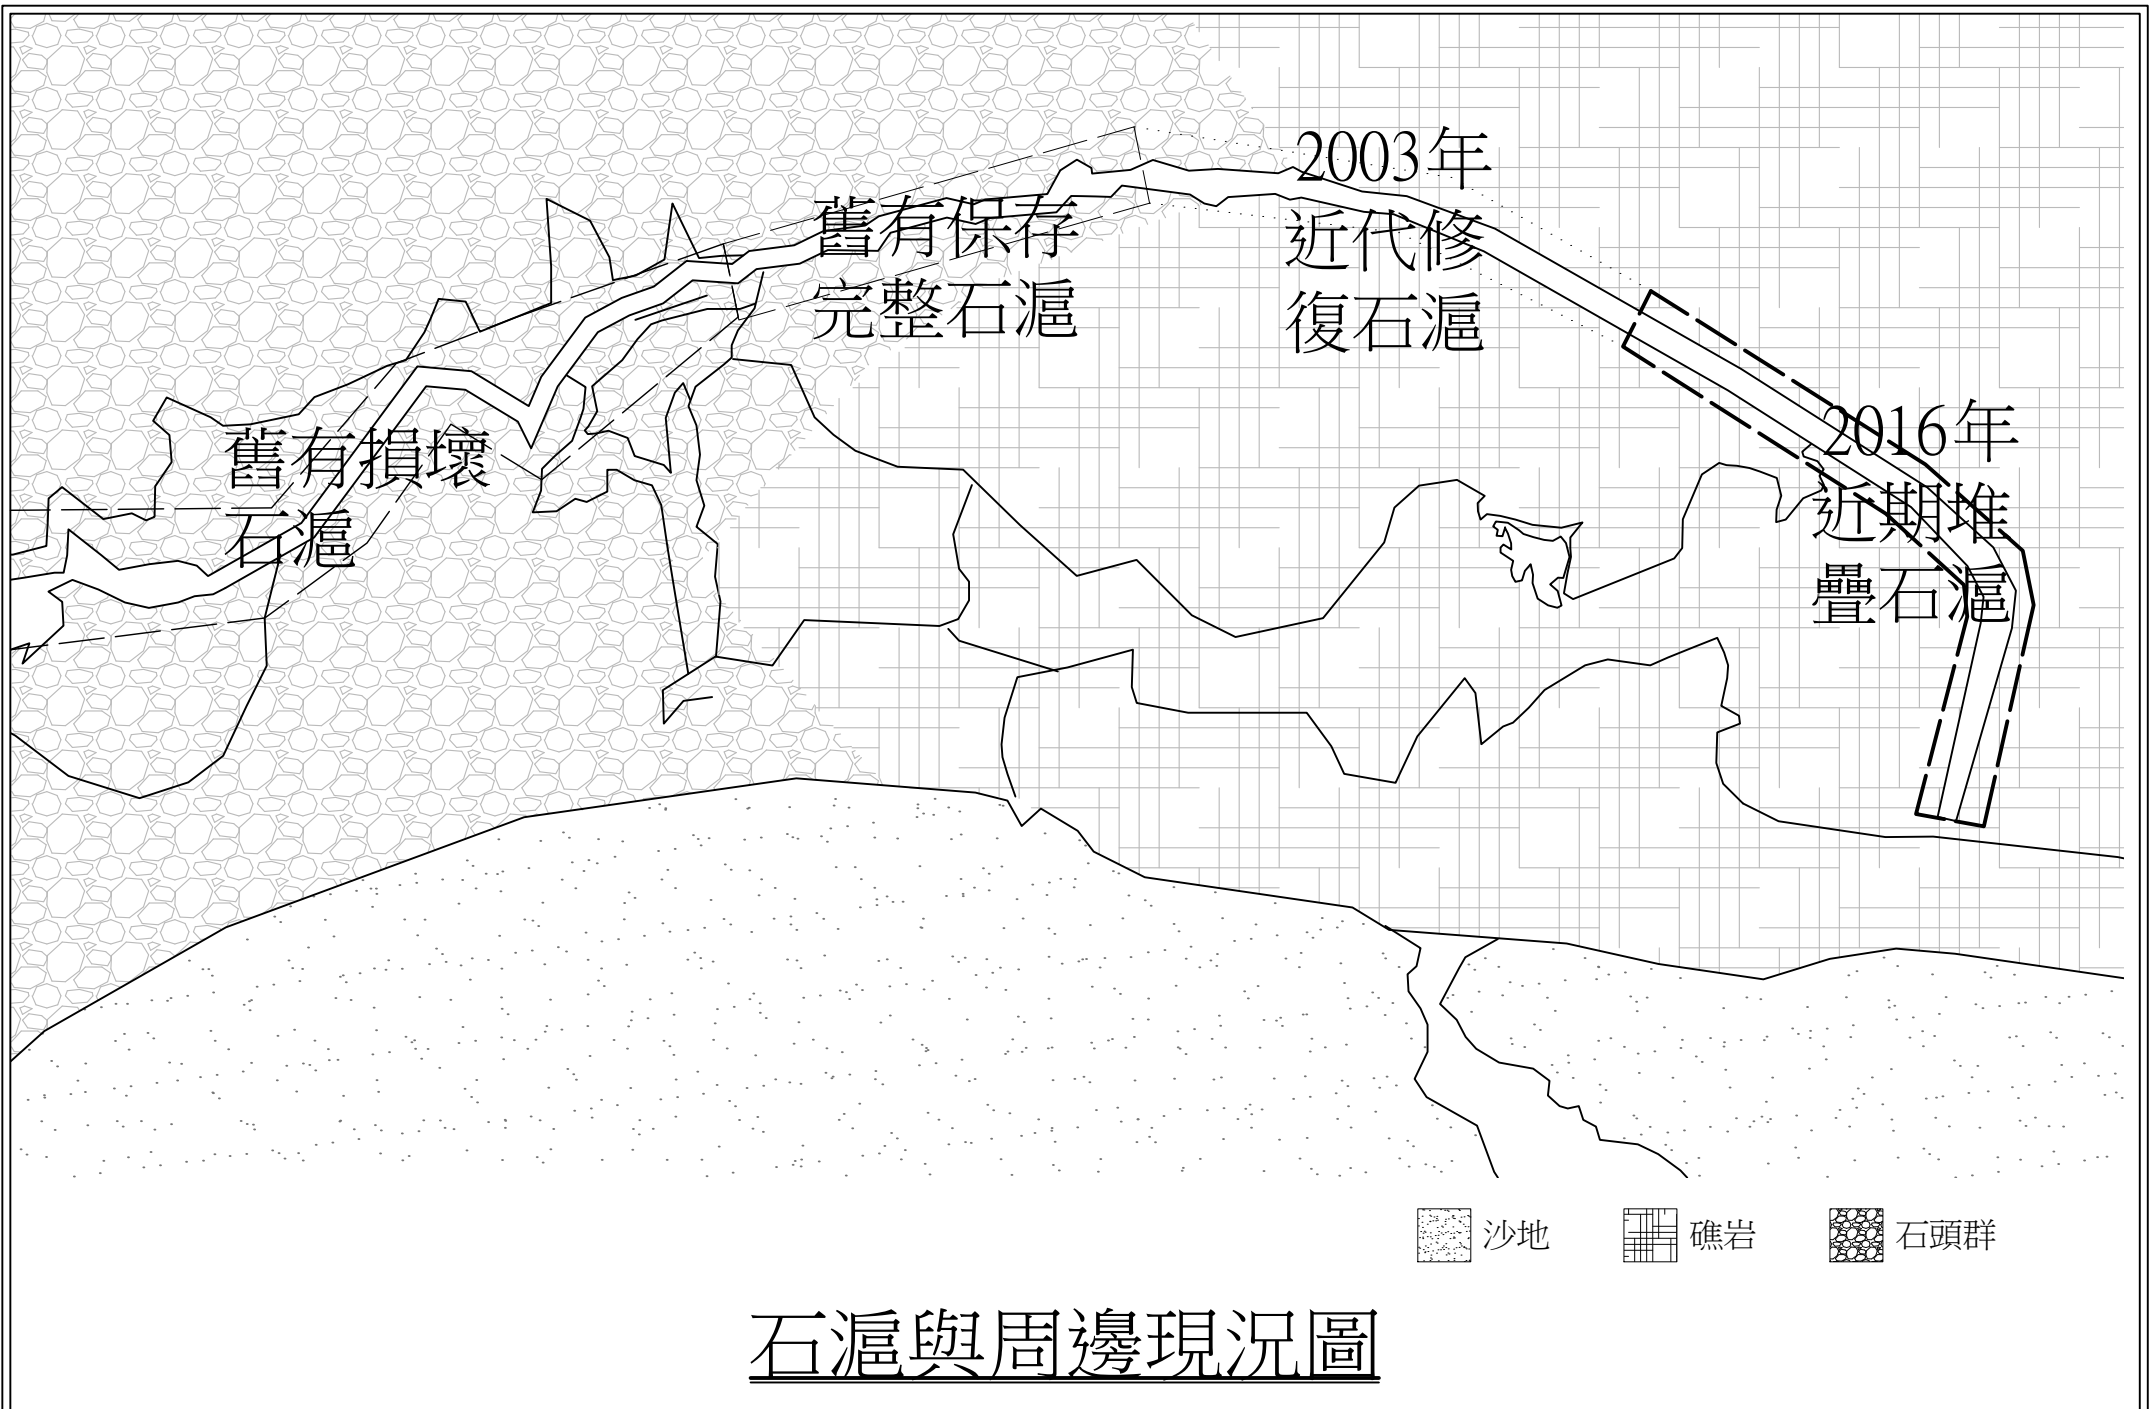 2003年
近代修
復石滬
舊有保存
完整石滬
2016年
近期堆
疊石滬
舊有損壞
石滬
沙地
礁岩
石頭群
石滬與周邊現況圖